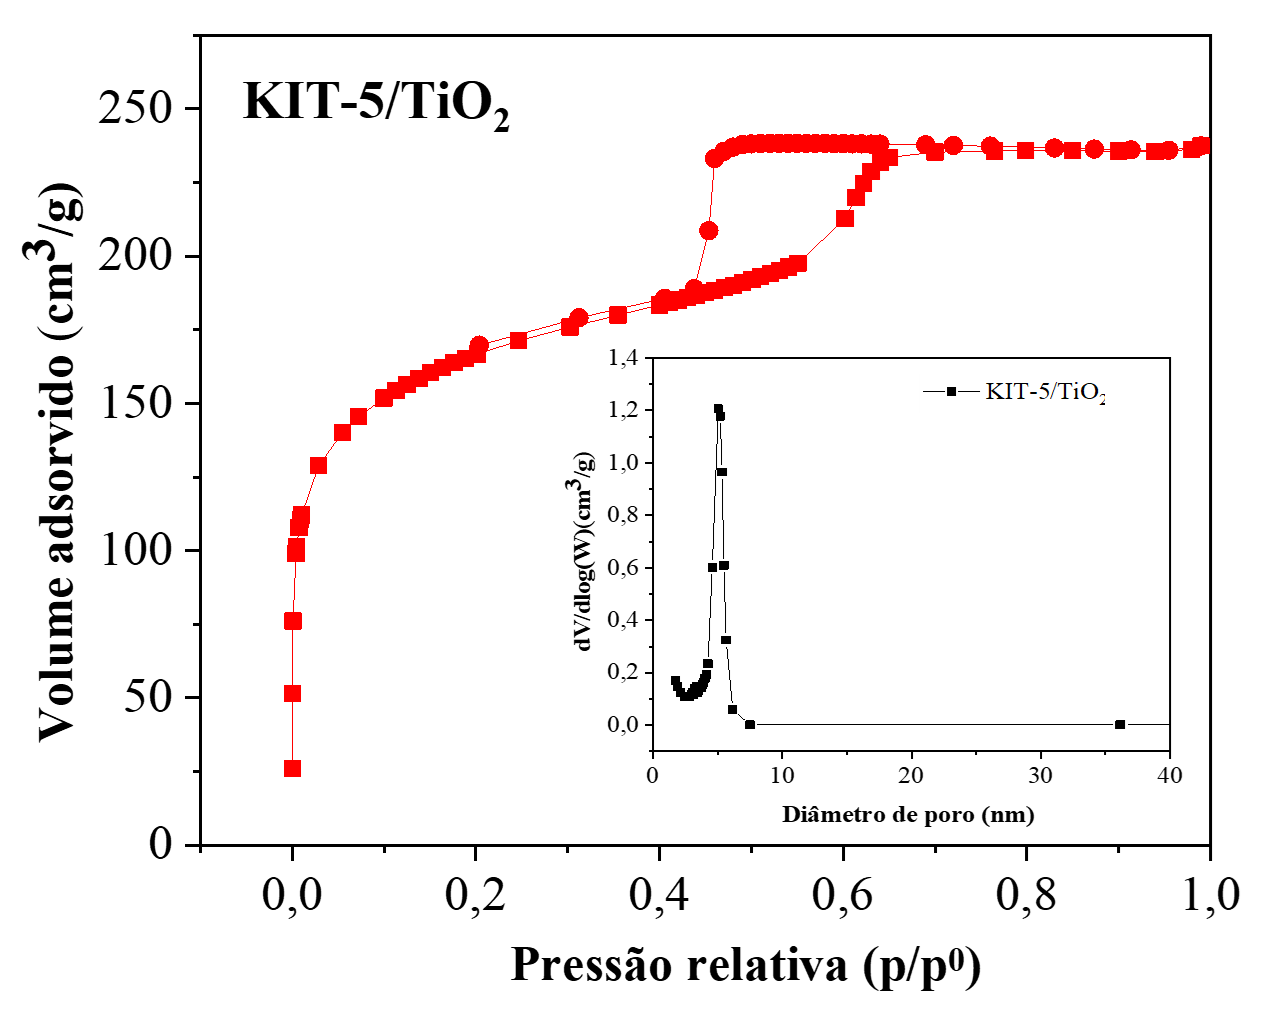 KIT-5/TiO₂
Volume adsorvido (cm³/g)
250
200
150
100
50
0
0,0 0,2 0,4 0,6 0,8 1,0
Pressão relativa (p/p⁰)
KIT-5/TiO₂
dV/dlog(W)(cm³/g)
1,4
1,2
1,0
0,8
0,6
0,4
0,2
0,0
0 10 20 30 40
Diâmetro de poro (nm)